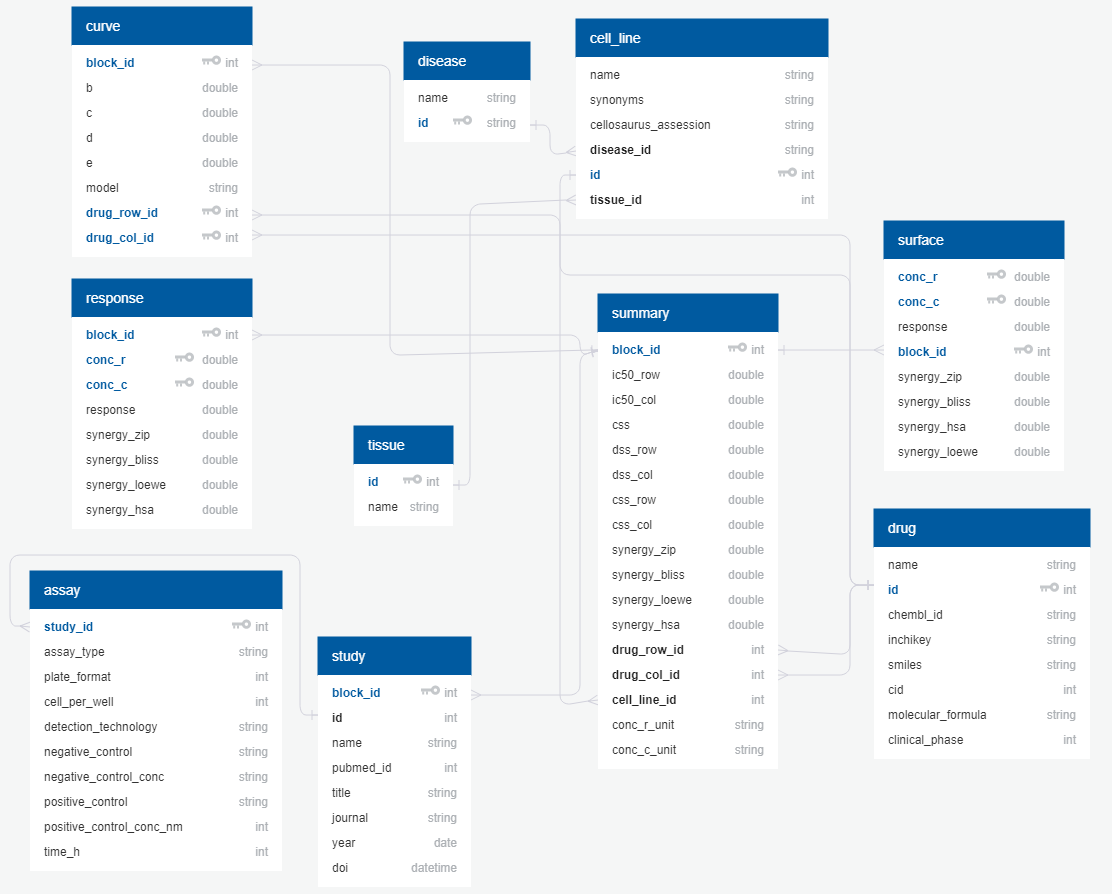 curve
block_id int
b double
c double
d double
e double
model string
drug_row_id int
drug_col_id int
disease
name string
id string
cell_line
name string
synonyms string
cellosaurus_assession string
disease_id string
id int
tissue_id int
surface
conc_r double
conc_c double
response double
block_id int
synergy_zip double
synergy_bliss double
synergy_hsa double
synergy_loewe double
response
block_id int
conc_r double
conc_c double
response double
synergy_zip double
synergy_bliss double
synergy_loewe double
synergy_hsa double
summary
block_id int
ic50_row double
ic50_col double
css double
dss_row double
dss_col double
css_row double
css_col double
synergy_zip double
synergy_bliss double
synergy_loewe double
synergy_hsa double
drug_row_id int
drug_col_id int
cell_line_id int
conc_r_unit string
conc_c_unit string
tissue
id int
name string
drug
name string
id int
chembl_id string
inchikey string
smiles string
cid int
molecular_formula string
clinical_phase int
assay
study_id int
assay_type string
plate_format int
cell_per_well int
detection_technology string
negative_control string
negative_control_conc string
positive_control string
positive_control_conc_nm int
time_h int
study
block_id int
id int
name string
pubmed_id int
title string
journal string
year date
doi datetime